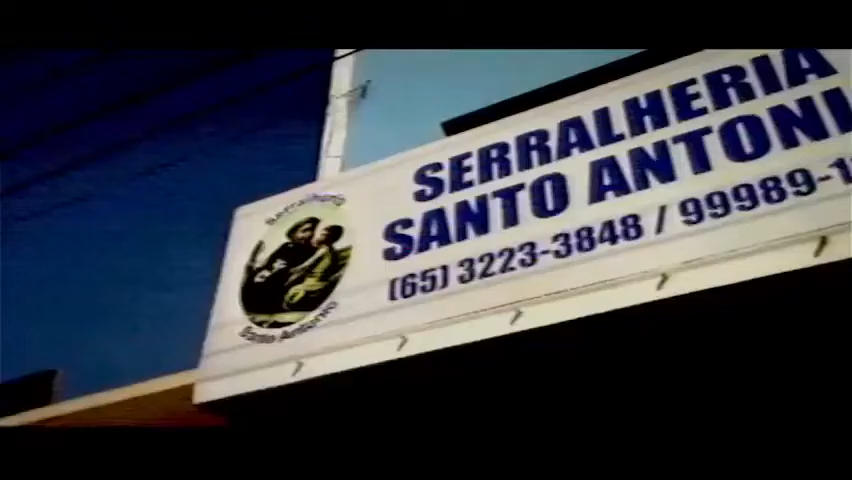 Serralheria
Santo Antonio
SERRALHERIA
SANTO ANTONI
(65) 3223-3848 / 99989-1